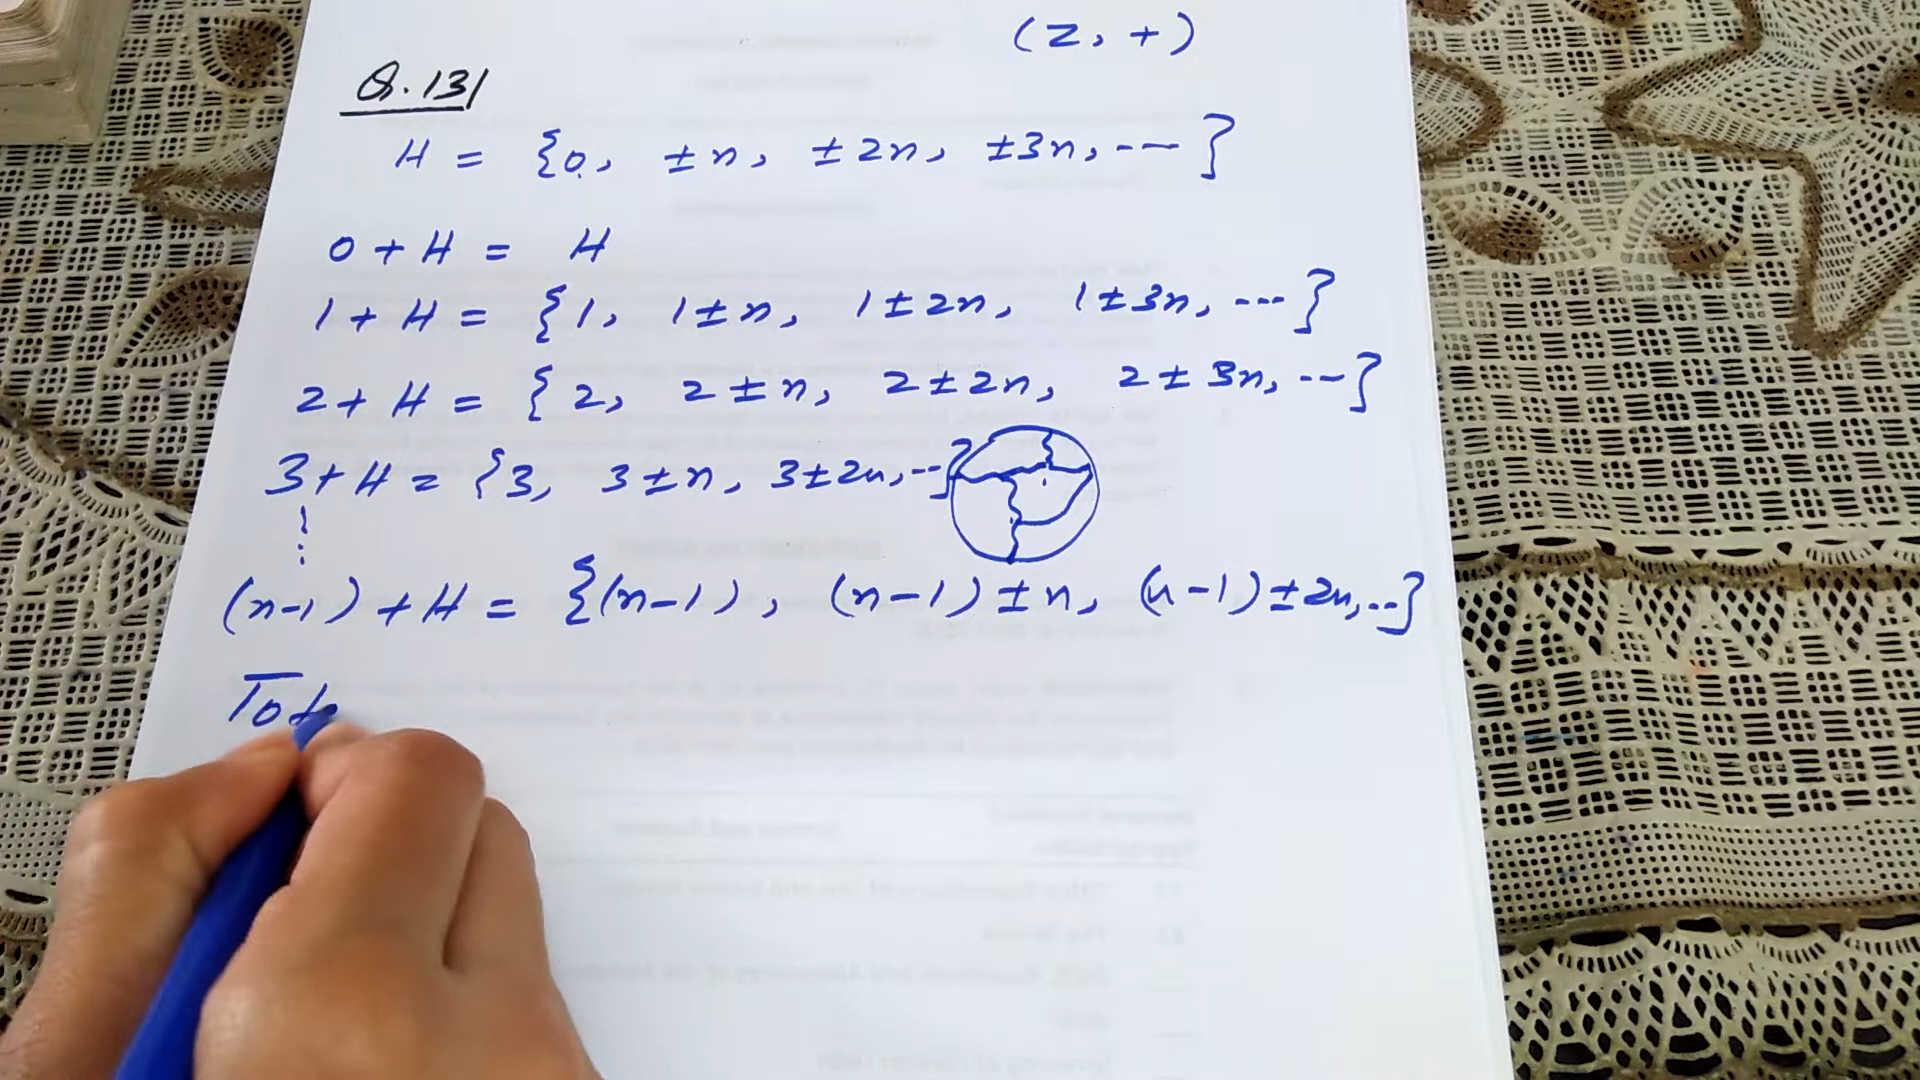 (Z, +)
Q. 131
H = {0, ±n, ±2n, ±3n, --- }
0 + H = H
1 + H = {1, 1±n, 1±2n, 1±3n, --- }
2 + H = {2, 2±n, 2±2n, 2±3n, --- }
3 + H = {3, 3±n, 3±2n, -- }
(n-1) + H = {(n-1), (n-1)±n, (n-1)±2n, -- }